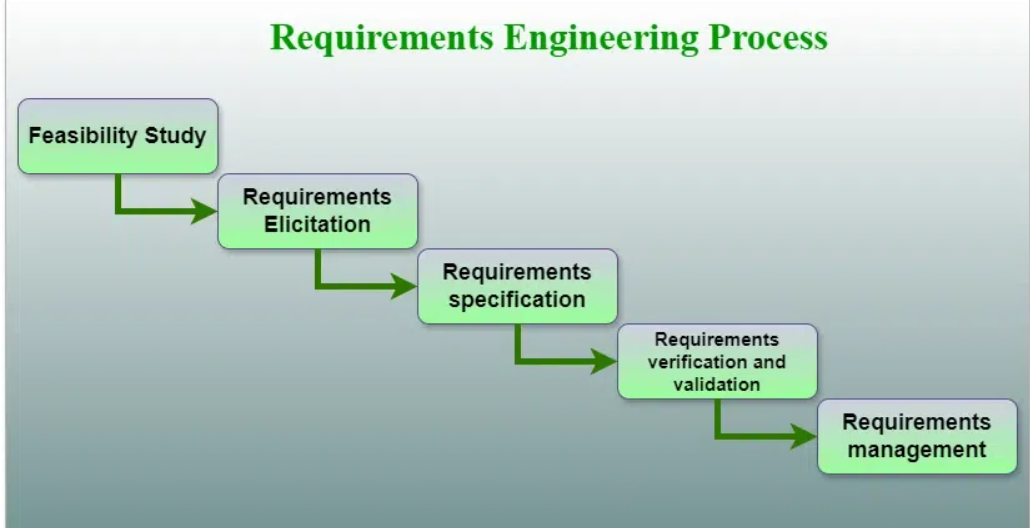 Requirements Engineering Process
Feasibility Study
Requirements
Elicitation
Requirements
specification
Requirements
verification and
validation
Requirements
management